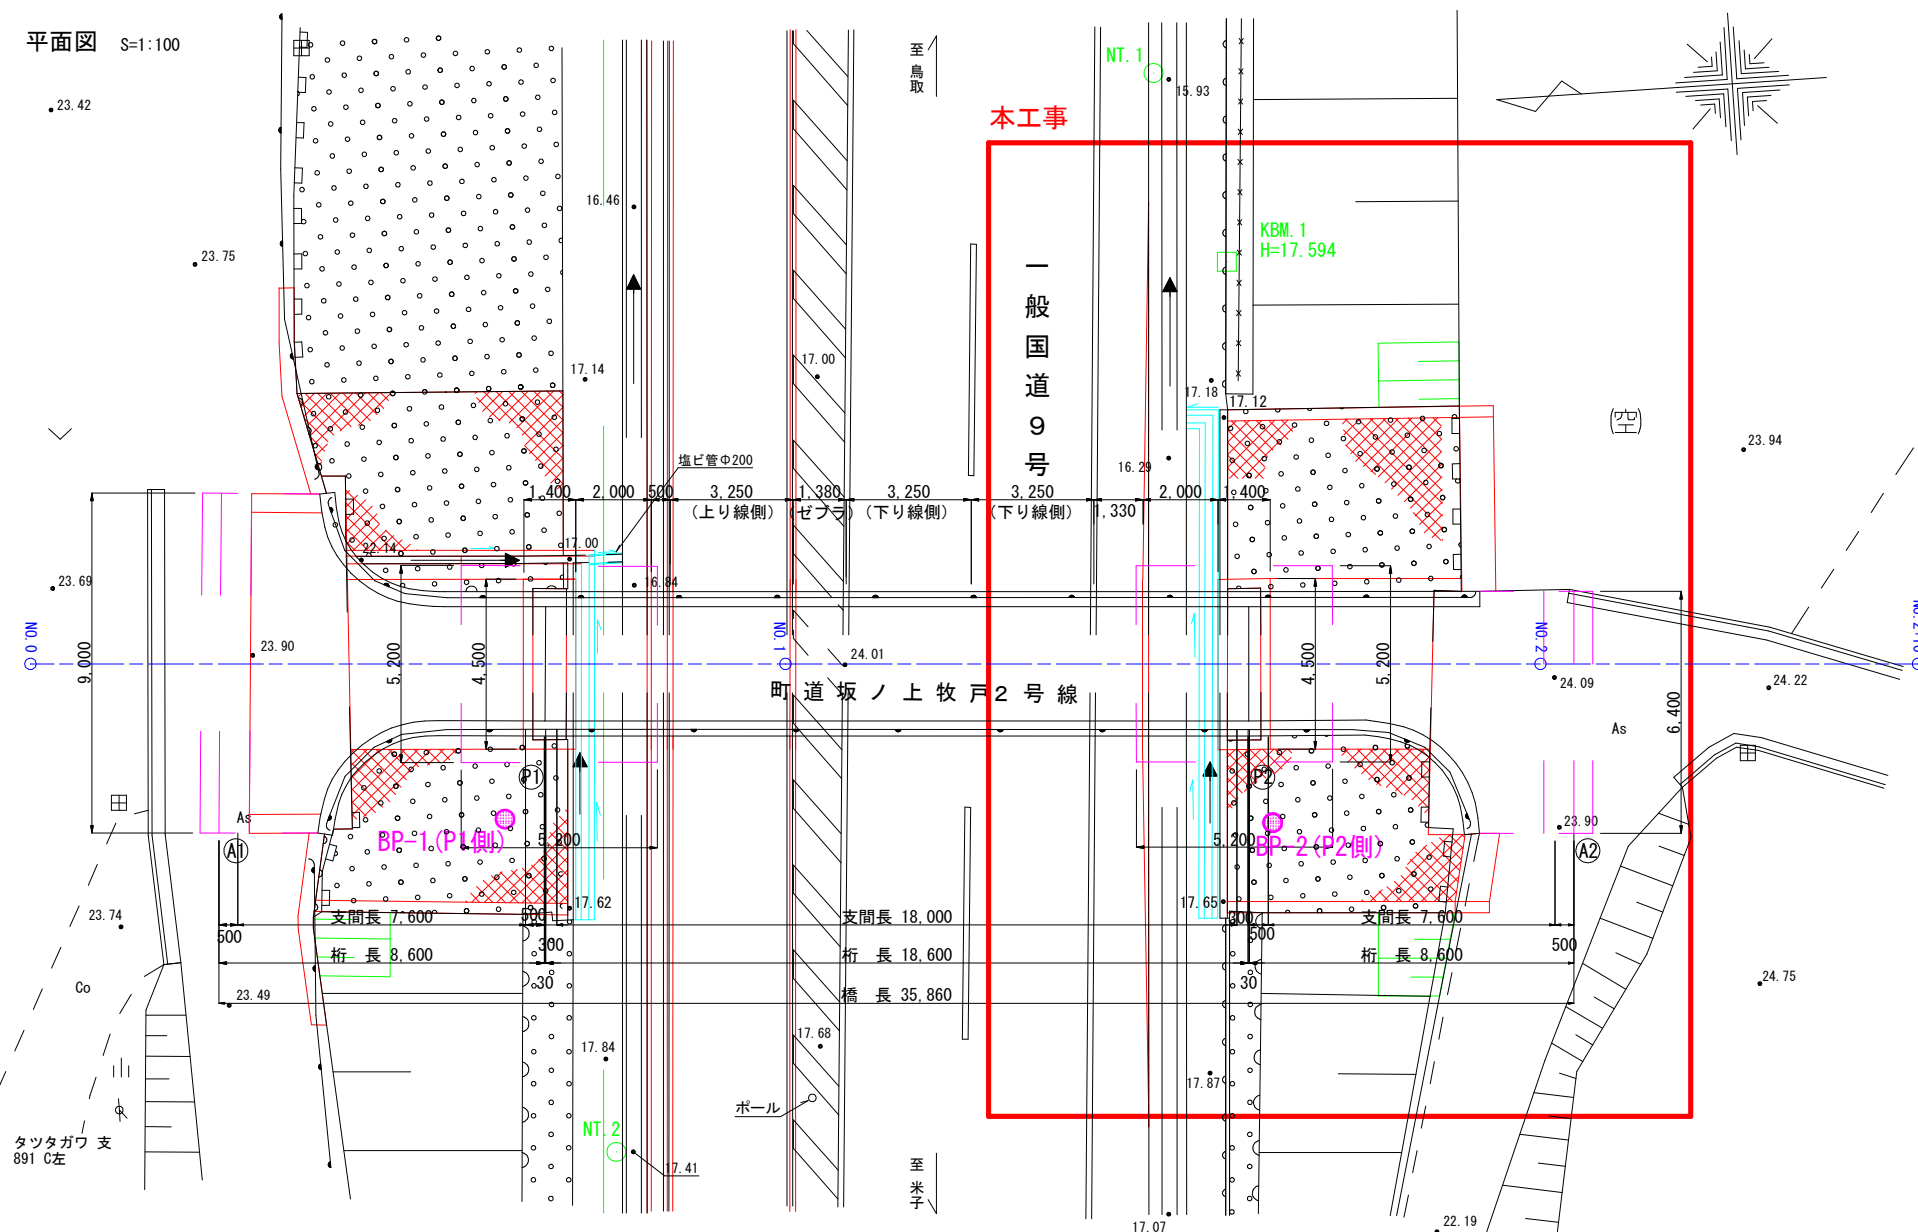 平面図 S=1:100
23.42
23.75
至鳥取
NT.1
15.93
本工事
16.46
KBM.1
H=17.594
一般国道9号
17.14
17.00
17.18
17.12
(空)
23.94
16.29
塩ビ管Φ200
1,400
2,000
500
3,250
1,380
3,250
3,250
1,330
2,000
1,400
(上り線側)
(ゼブラ)
(下り線側)
(下り線側)
22.14
17.00
16.84
23.69
NO.0
9,000
23.90
5,200
4,500
NO.1
24.01
4,500
5,200
NO.2
24.09
24.22
6,400
町道坂ノ上牧戸2号線
As
P1
P2
As
BP-1(P1側)
5,200
5,200
BP-2(P2側)
23.90
A1
A2
23.74
17.62
17.65
支間長 7,600
500
300
支間長 18,000
300
500
支間長 7,600
500
500
桁 長 8,600
30
桁 長 18,600
30
桁 長 8,600
橋 長 35,860
23.49
Co
24.75
17.84
17.68
17.87
ポール
NT.2
17.41
タツタガワ 支
891 C左
至米子
17.07
22.19